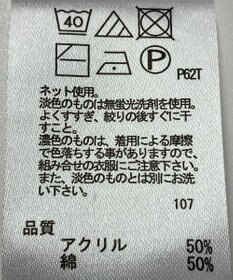 40
P
P62T
ネット使用。
淡色のものは無蛍光洗剤を使用。
よくすすぎ、絞りの後すぐに干
すこと。
濃色のものは、着用による摩擦
で色落ちする事がありますので、
組み合せの衣服にご注意下さい。
また、淡色のものとは別にお洗
い下さい。
107
品質
アクリル 50%
綿 50%